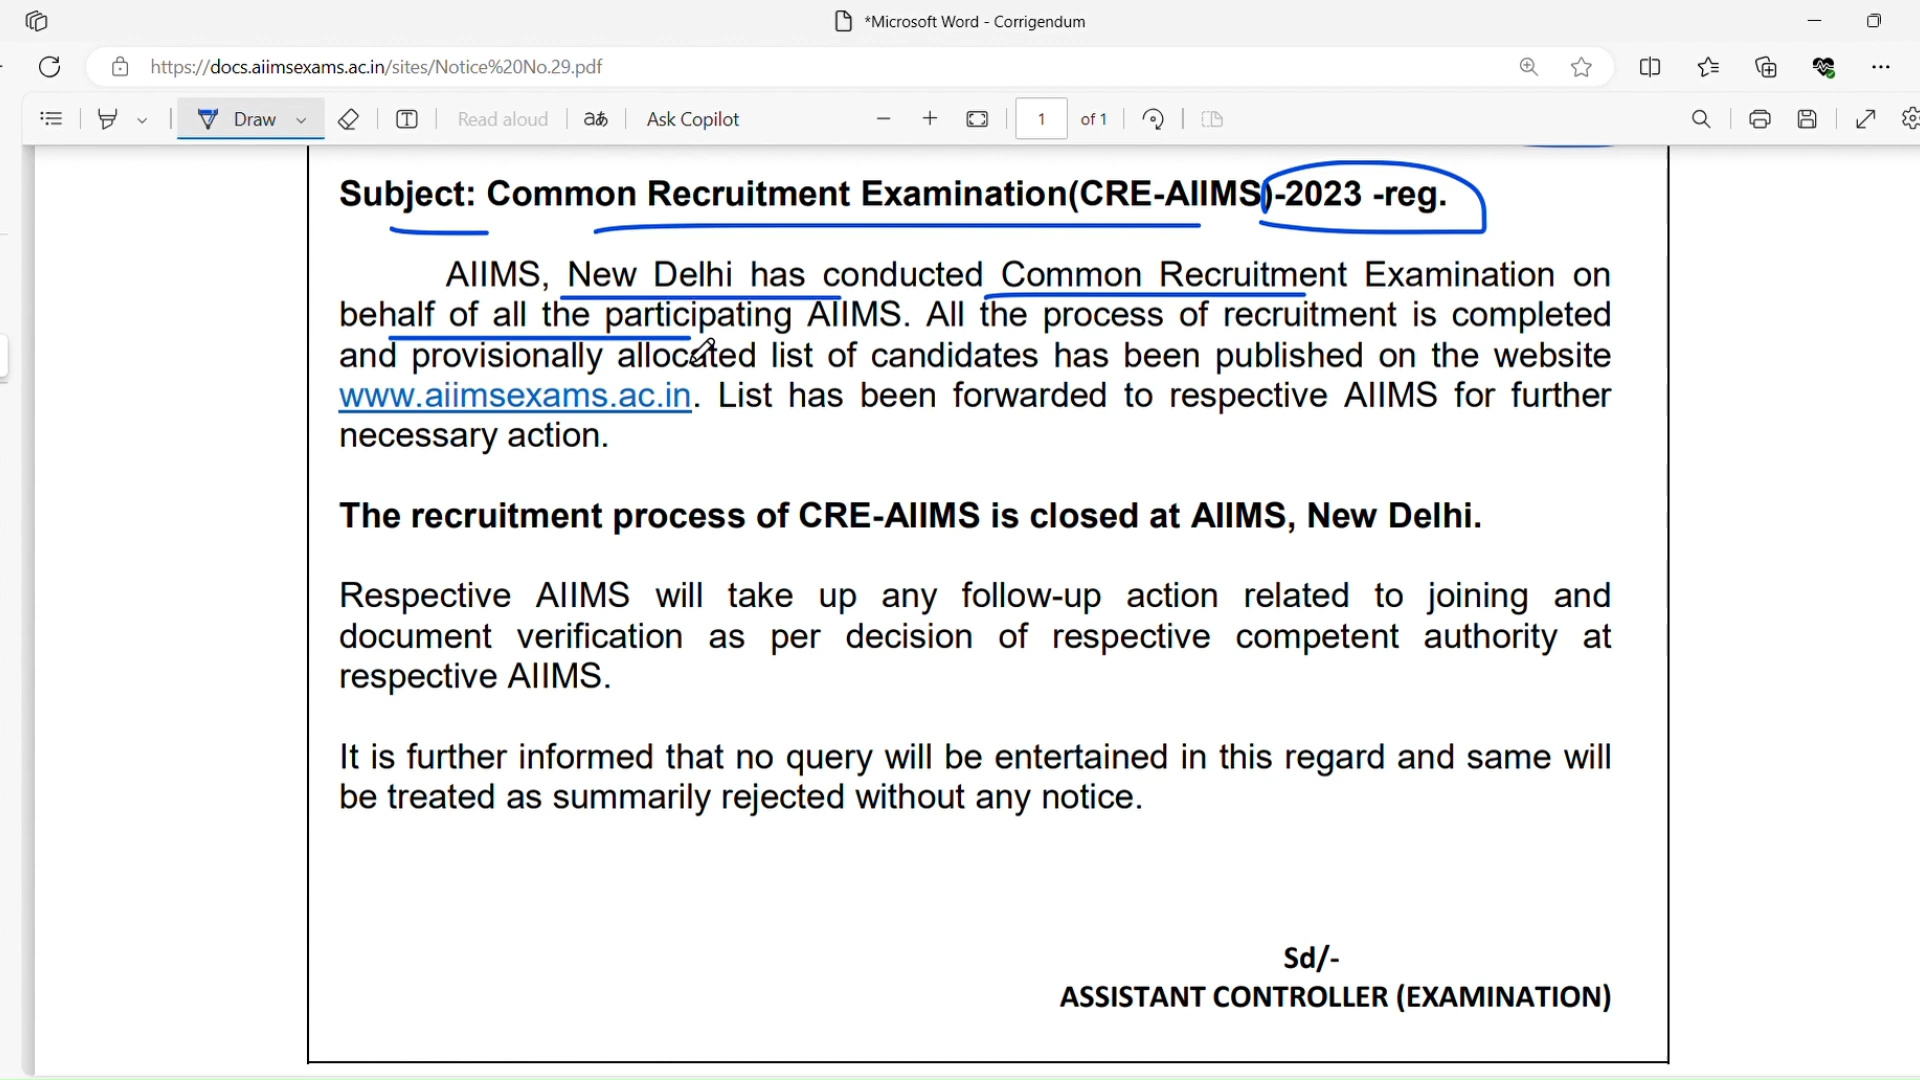 *Microsoft Word - Corrigendum
https://docs.aiimsexams.ac.in/sites/Notice%20No.29.pdf
Draw Read aloud aあ Ask Copilot 1 of 1
Subject: Common Recruitment Examination(CRE-AIIMS)-2023 -reg.
AIIMS, New Delhi has conducted Common Recruitment Examination on
behalf of all the participating AIIMS. All the process of recruitment is completed
and provisionally allocated list of candidates has been published on the website
www.aiimsexams.ac.in. List has been forwarded to respective AIIMS for further
necessary action.
The recruitment process of CRE-AIIMS is closed at AIIMS, New Delhi.
Respective AIIMS will take up any follow-up action related to joining and
document verification as per decision of respective competent authority at
respective AIIMS.
It is further informed that no query will be entertained in this regard and same will
be treated as summarily rejected without any notice.
Sd/-
ASSISTANT CONTROLLER (EXAMINATION)